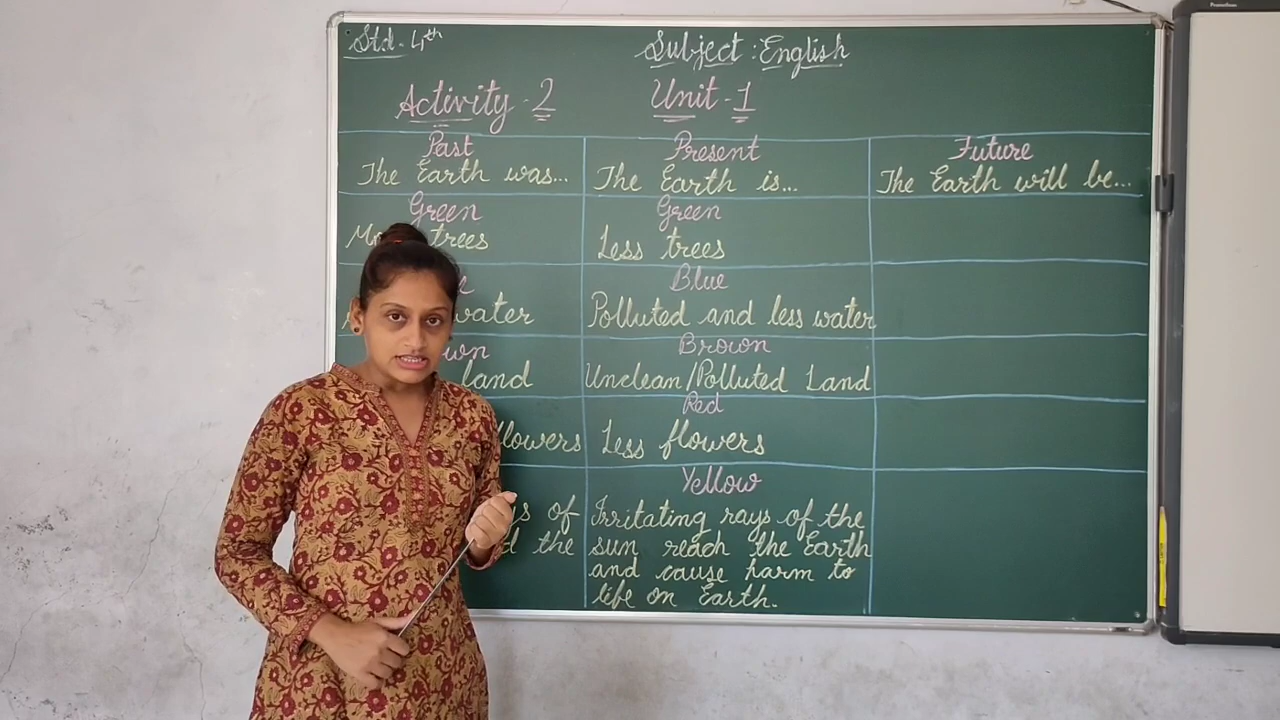 Std.- 4th
Subject : English
Activity - 2 Unit - 1
Past Present Future
The Earth was... The Earth is... The Earth will be...
Green Green
trees Less trees
Blue
water Polluted and less water
Brown
land Unclean/Polluted Land
Red
flowers Less flowers
Yellow
of Irritating rays of the
the sun reach the Earth
and cause harm to
life on Earth.
Promethean